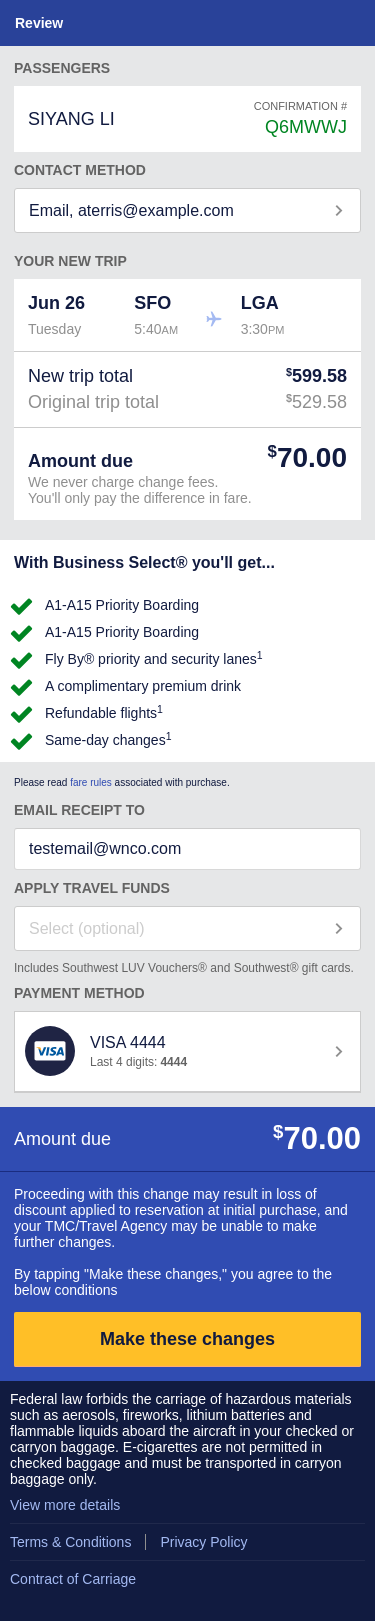 Review
PASSENGERS
SIYANG LI
CONFIRMATION #
Q6MWWJ
CONTACT METHOD
Email, aterris@example.com
YOUR NEW TRIP
Jun 26 SFO LGA
Tuesday 5:40AM 3:30PM
New trip total $599.58
Original trip total $529.58
Amount due $70.00
We never charge change fees.
You'll only pay the difference in fare.
With Business Select® you'll get...
A1-A15 Priority Boarding
A1-A15 Priority Boarding
Fly By® priority and security lanes1
A complimentary premium drink
Refundable flights1
Same-day changes1
Please read fare rules associated with purchase.
EMAIL RECEIPT TO
testemail@wnco.com
APPLY TRAVEL FUNDS
Select (optional)
Includes Southwest LUV Vouchers® and Southwest® gift cards.
PAYMENT METHOD
VISA
VISA 4444
Last 4 digits: 4444
Amount due $70.00
Proceeding with this change may result in loss of
discount applied to reservation at initial purchase, and
your TMC/Travel Agency may be unable to make
further changes.
By tapping "Make these changes," you agree to the
below conditions
Make these changes
Federal law forbids the carriage of hazardous materials
such as aerosols, fireworks, lithium batteries and
flammable liquids aboard the aircraft in your checked or
carryon baggage. E-cigarettes are not permitted in
checked baggage and must be transported in carryon
baggage only.
View more details
Terms & Conditions Privacy Policy
Contract of Carriage